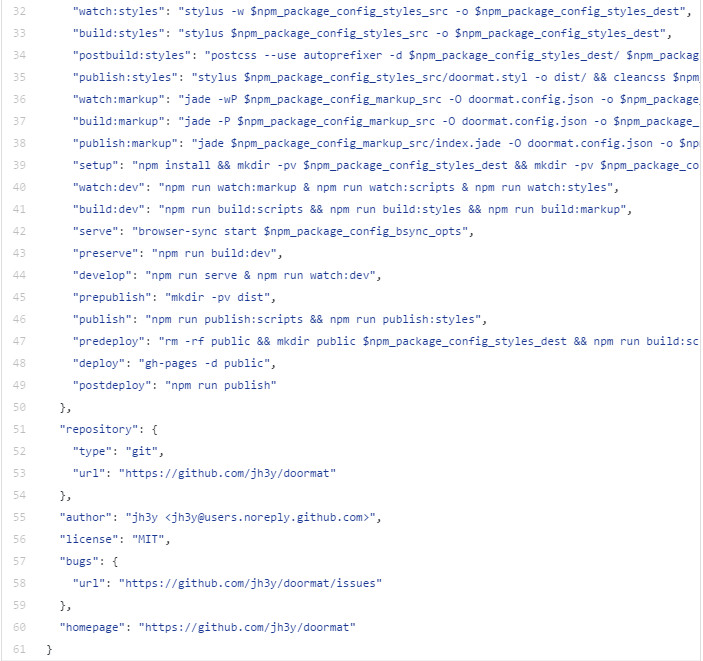 32 "watch:styles": "stylus -w $npm_package_config_styles_src -o $npm_package_config_styles_dest",
33 "build:styles": "stylus $npm_package_config_styles_src -o $npm_package_config_styles_dest",
34 "postbuild:styles": "postcss --use autoprefixer -d $npm_package_config_styles_dest/ $npm_packag
35 "publish:styles": "stylus $npm_package_config_styles_src/doormat.styl -o dist/ && cleancss $npm
36 "watch:markup": "jade -wP $npm_package_config_markup_src -O doormat.config.json -o $npm_package_
37 "build:markup": "jade -P $npm_package_config_markup_src -O doormat.config.json -o $npm_package_
38 "publish:markup": "jade $npm_package_config_markup_src/index.jade -O doormat.config.json -o $np
39 "setup": "npm install && mkdir -pv $npm_package_config_styles_dest && mkdir -pv $npm_package_co
40 "watch:dev": "npm run watch:markup & npm run watch:scripts & npm run watch:styles",
41 "build:dev": "npm run build:scripts && npm run build:styles && npm run build:markup",
42 "serve": "browser-sync start $npm_package_config_bsync_opts",
43 "preserve": "npm run build:dev",
44 "develop": "npm run serve & npm run watch:dev",
45 "prepublish": "mkdir -pv dist",
46 "publish": "npm run publish:scripts && npm run publish:styles",
47 "predeploy": "rm -rf public && mkdir public $npm_package_config_styles_dest && npm run build:sc
48 "deploy": "gh-pages -d public",
49 "postdeploy": "npm run publish"
50 },
51 "repository": {
52 "type": "git",
53 "url": "https://github.com/jh3y/doormat"
54 },
55 "author": "jh3y <jh3y@users.noreply.github.com>",
56 "license": "MIT",
57 "bugs": {
58 "url": "https://github.com/jh3y/doormat/issues"
59 },
60 "homepage": "https://github.com/jh3y/doormat"
61 }